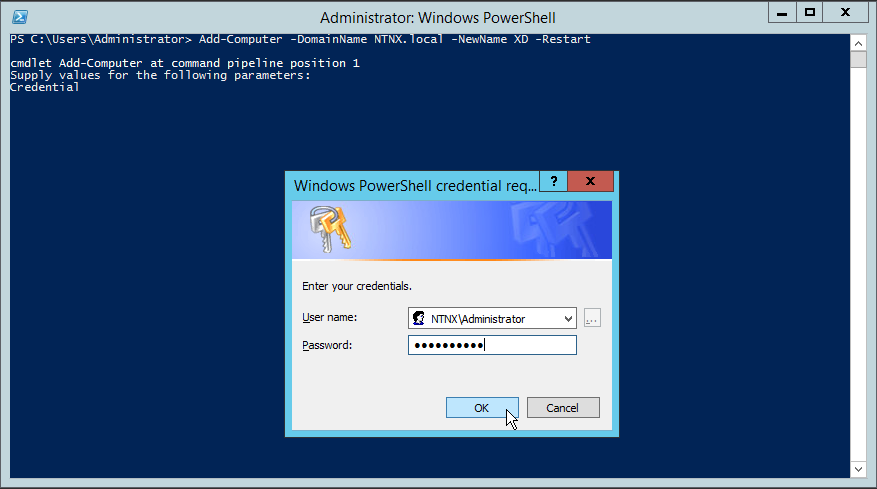 Administrator: Windows PowerShell
PS C:\Users\Administrator> Add-Computer -DomainName NTNX.local -NewName XD -Restart
cmdlet Add-Computer at command pipeline position 1
Supply values for the following parameters:
Credential
Windows PowerShell credential req...
Enter your credentials.
User name:
NTNX\Administrator
...
Password:
●●●●●●●●●●
OK
Cancel